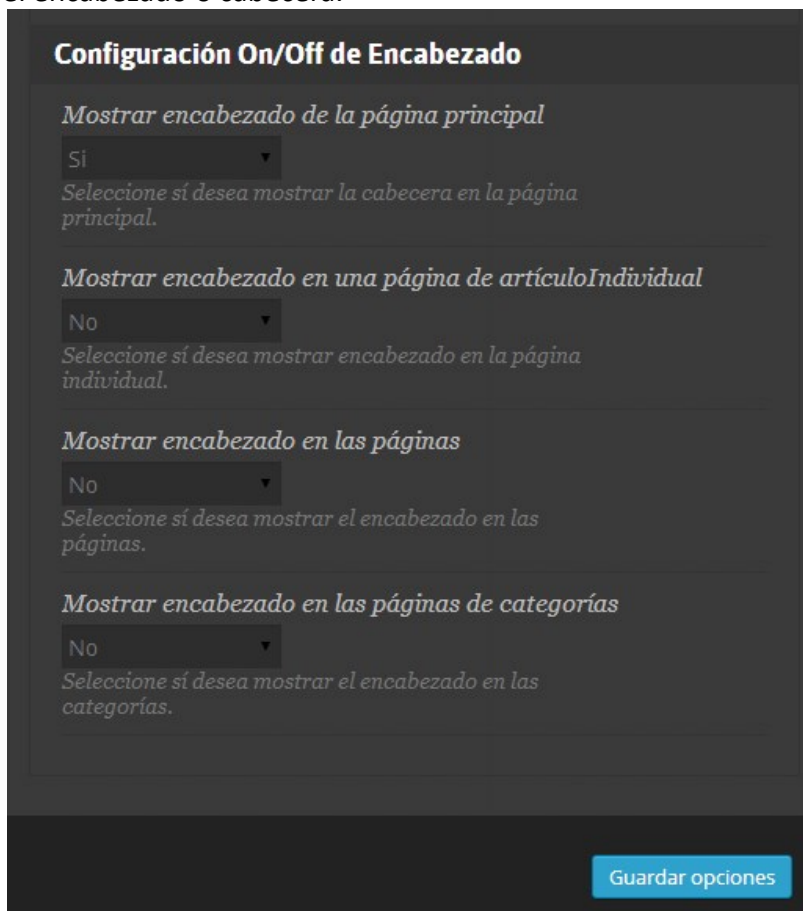 Configuración On/Off de Encabezado
Mostrar encabezado de la página principal
Si
Seleccione sí desea mostrar la cabecera en la página
principal.
Mostrar encabezado en una página de artículoIndividual
No
Seleccione sí desea mostrar encabezado en la página
individual.
Mostrar encabezado en las páginas
No
Seleccione sí desea mostrar el encabezado en las
páginas.
Mostrar encabezado en las páginas de categorías
No
Seleccione sí desea mostrar el encabezado en las
categorías.
Guardar opciones